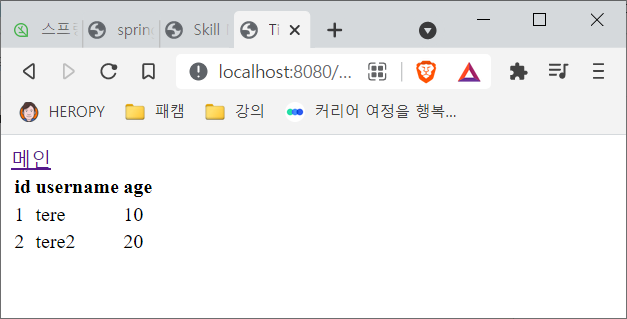 스프 sprin Skill Ti
localhost:8080/...
HEROPY 패캠 강의 커리어 여정을 행복...
메인
id username age
1 tere 10
2 tere2 20